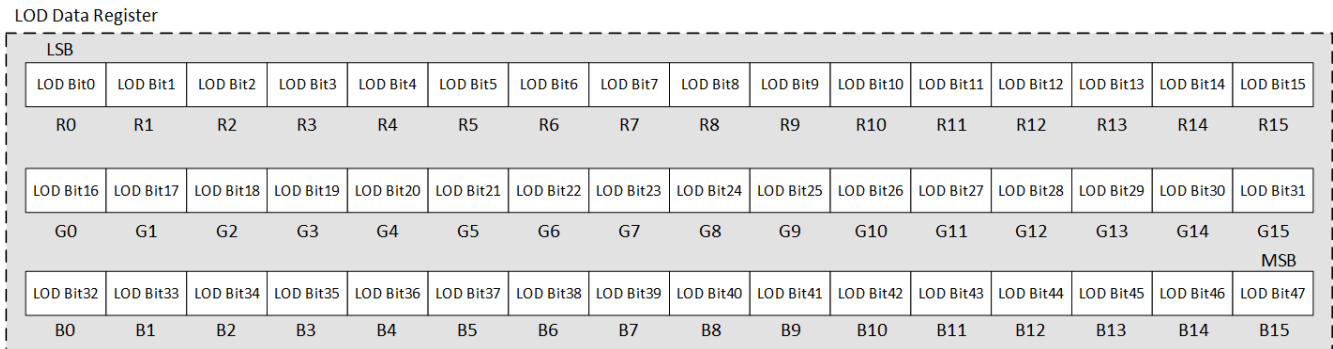 LOD Data Register
LSB
LOD Bit0 LOD Bit1 LOD Bit2 LOD Bit3 LOD Bit4 LOD Bit5 LOD Bit6 LOD Bit7 LOD Bit8 LOD Bit9 LOD Bit10 LOD Bit11 LOD Bit12 LOD Bit13 LOD Bit14 LOD Bit15
R0 R1 R2 R3 R4 R5 R6 R7 R8 R9 R10 R11 R12 R13 R14 R15
LOD Bit16 LOD Bit17 LOD Bit18 LOD Bit19 LOD Bit20 LOD Bit21 LOD Bit22 LOD Bit23 LOD Bit24 LOD Bit25 LOD Bit26 LOD Bit27 LOD Bit28 LOD Bit29 LOD Bit30 LOD Bit31
G0 G1 G2 G3 G4 G5 G6 G7 G8 G9 G10 G11 G12 G13 G14 G15
MSB
LOD Bit32 LOD Bit33 LOD Bit34 LOD Bit35 LOD Bit36 LOD Bit37 LOD Bit38 LOD Bit39 LOD Bit40 LOD Bit41 LOD Bit42 LOD Bit43 LOD Bit44 LOD Bit45 LOD Bit46 LOD Bit47
B0 B1 B2 B3 B4 B5 B6 B7 B8 B9 B10 B11 B12 B13 B14 B15